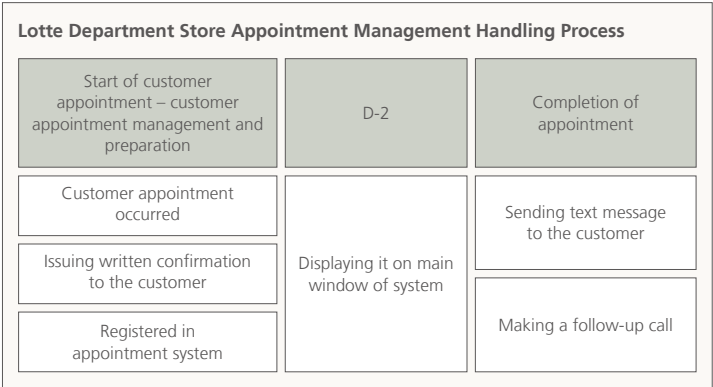 Lotte Department Store Appointment Management Handling Process
Start of customer
appointment – customer
appointment management and
preparation
D-2
Completion of
appointment
Customer appointment
occurred
Issuing written confirmation
to the customer
Registered in
appointment system
Displaying it on main
window of system
Sending text message
to the customer
Making a follow-up call